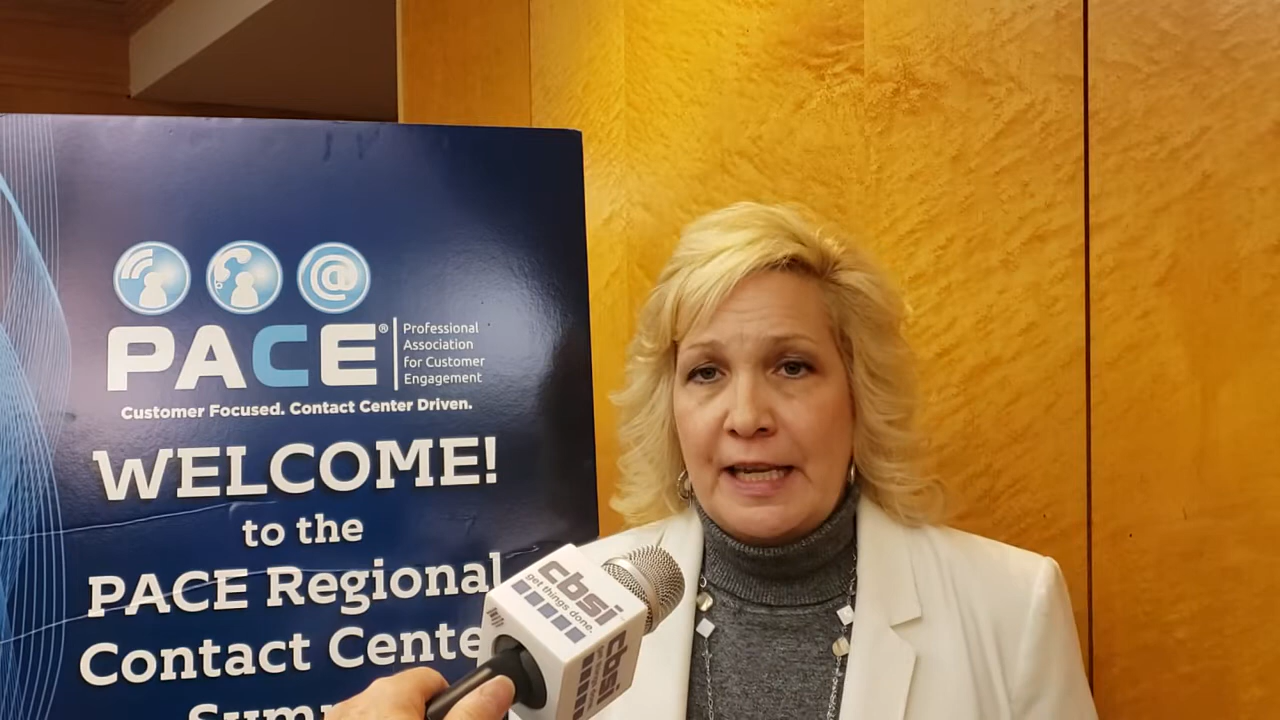 PACE®
Professional
Association
for Customer
Engagement
Customer Focused. Contact Center Driven.
WELCOME!
to the
PACE Regional
Contact Cente
Sum
cbsi
get things done.
cbsi